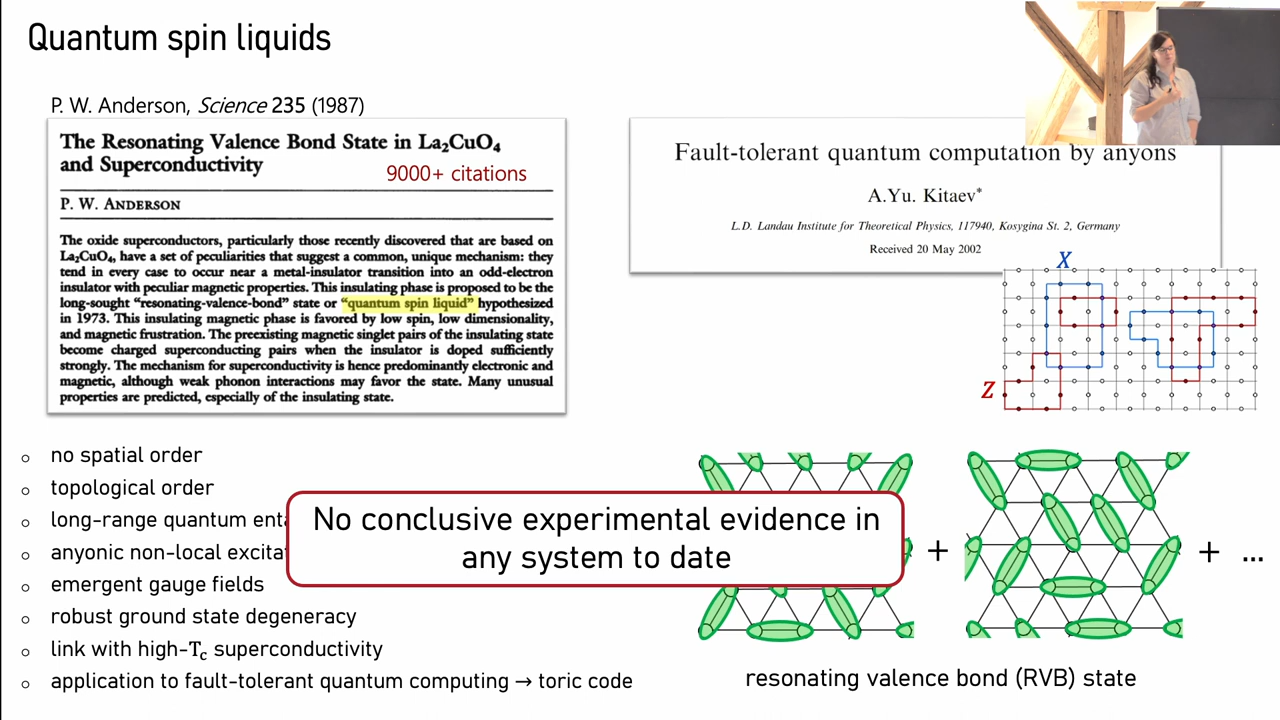 Quantum spin liquids
P. W. Anderson, Science 235 (1987)
The Resonating Valence Bond State in La₂CuO₄
and Superconductivity
9000+ citations
P. W. ANDERSON
The oxide superconductors, particularly those recently discovered that are based on
La₂CuO₄, have a set of peculiarities that suggest a common, unique mechanism: they
tend in every case to occur near a metal-insulator transition into an odd-electron
insulator with peculiar magnetic properties. This insulating phase is proposed to be the
long-sought “resonating-valence-bond” state or “quantum spin liquid” hypothesized
in 1973. This insulating magnetic phase is favored by low spin, low dimensionality,
and magnetic frustration. The preexisting magnetic singlet pairs of the insulating state
become charged superconducting pairs when the insulator is doped sufficiently
strongly. The mechanism for superconductivity is hence predominantly electronic and
magnetic, although weak phonon interactions may favor the state. Many unusual
properties are predicted, especially of the insulating state.
Fault-tolerant quantum computation by anyons
A.Yu. Kitaev*
L.D. Landau Institute for Theoretical Physics, 117940, Kosygina St. 2, Germany
Received 20 May 2002
X
Z
no spatial order
topological order
long-range quantum
anyonic non-local
emergent gauge fields
robust ground state degeneracy
link with high-Tc superconductivity
application to fault-tolerant quantum computing → toric code
No conclusive experimental evidence in
any system to date
+
+ ...
resonating valence bond (RVB) state